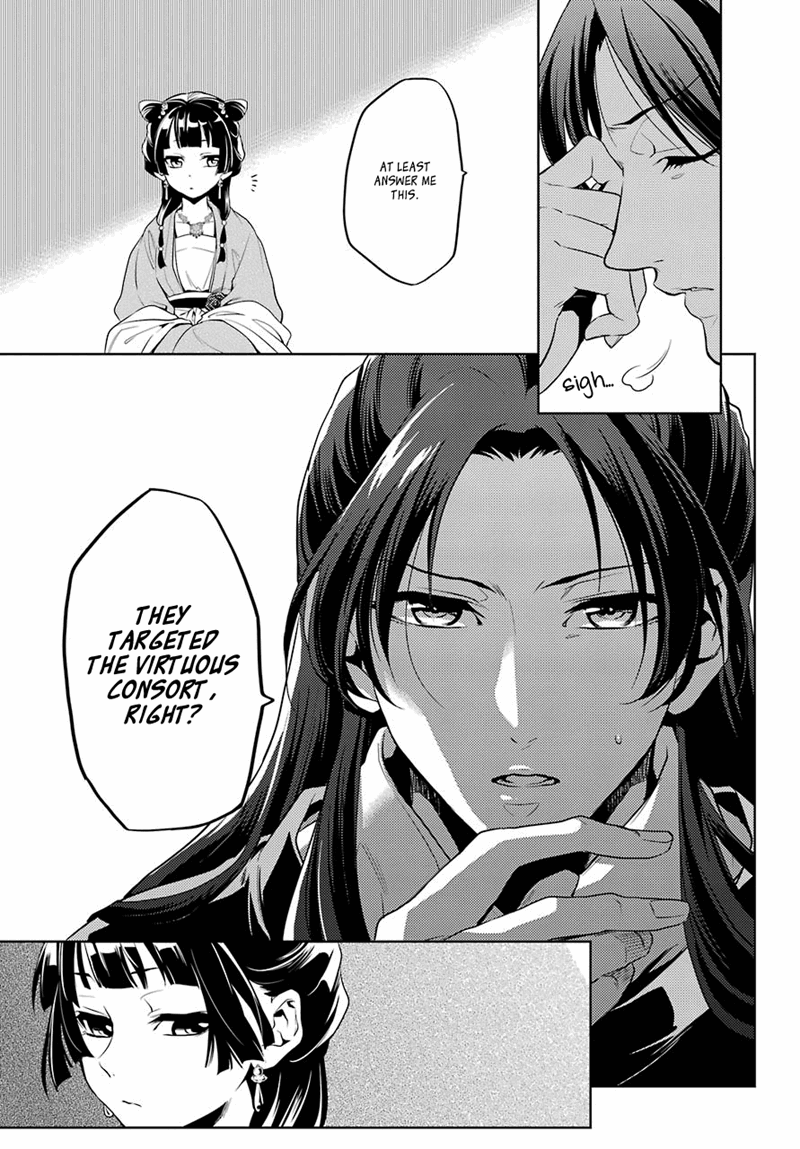 sigh...
AT LEAST
ANSWER ME
THIS.
THEY
TARGETED
THE VIRTUOUS
CONSORT,
RIGHT?